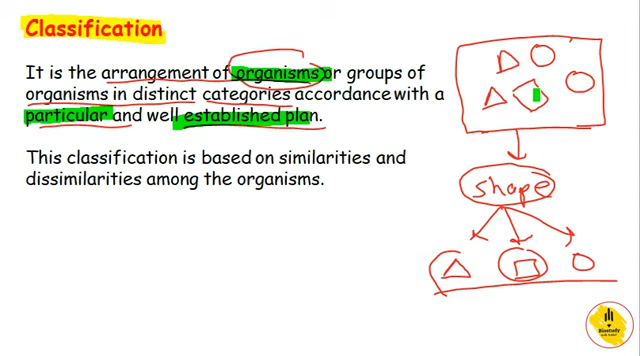 Classification
It is the arrangement of organisms or groups of
organisms in distinct categories accordance with a
particular and well established plan.
This classification is based on similarities and
dissimilarities among the organisms.
shape
Biostudy